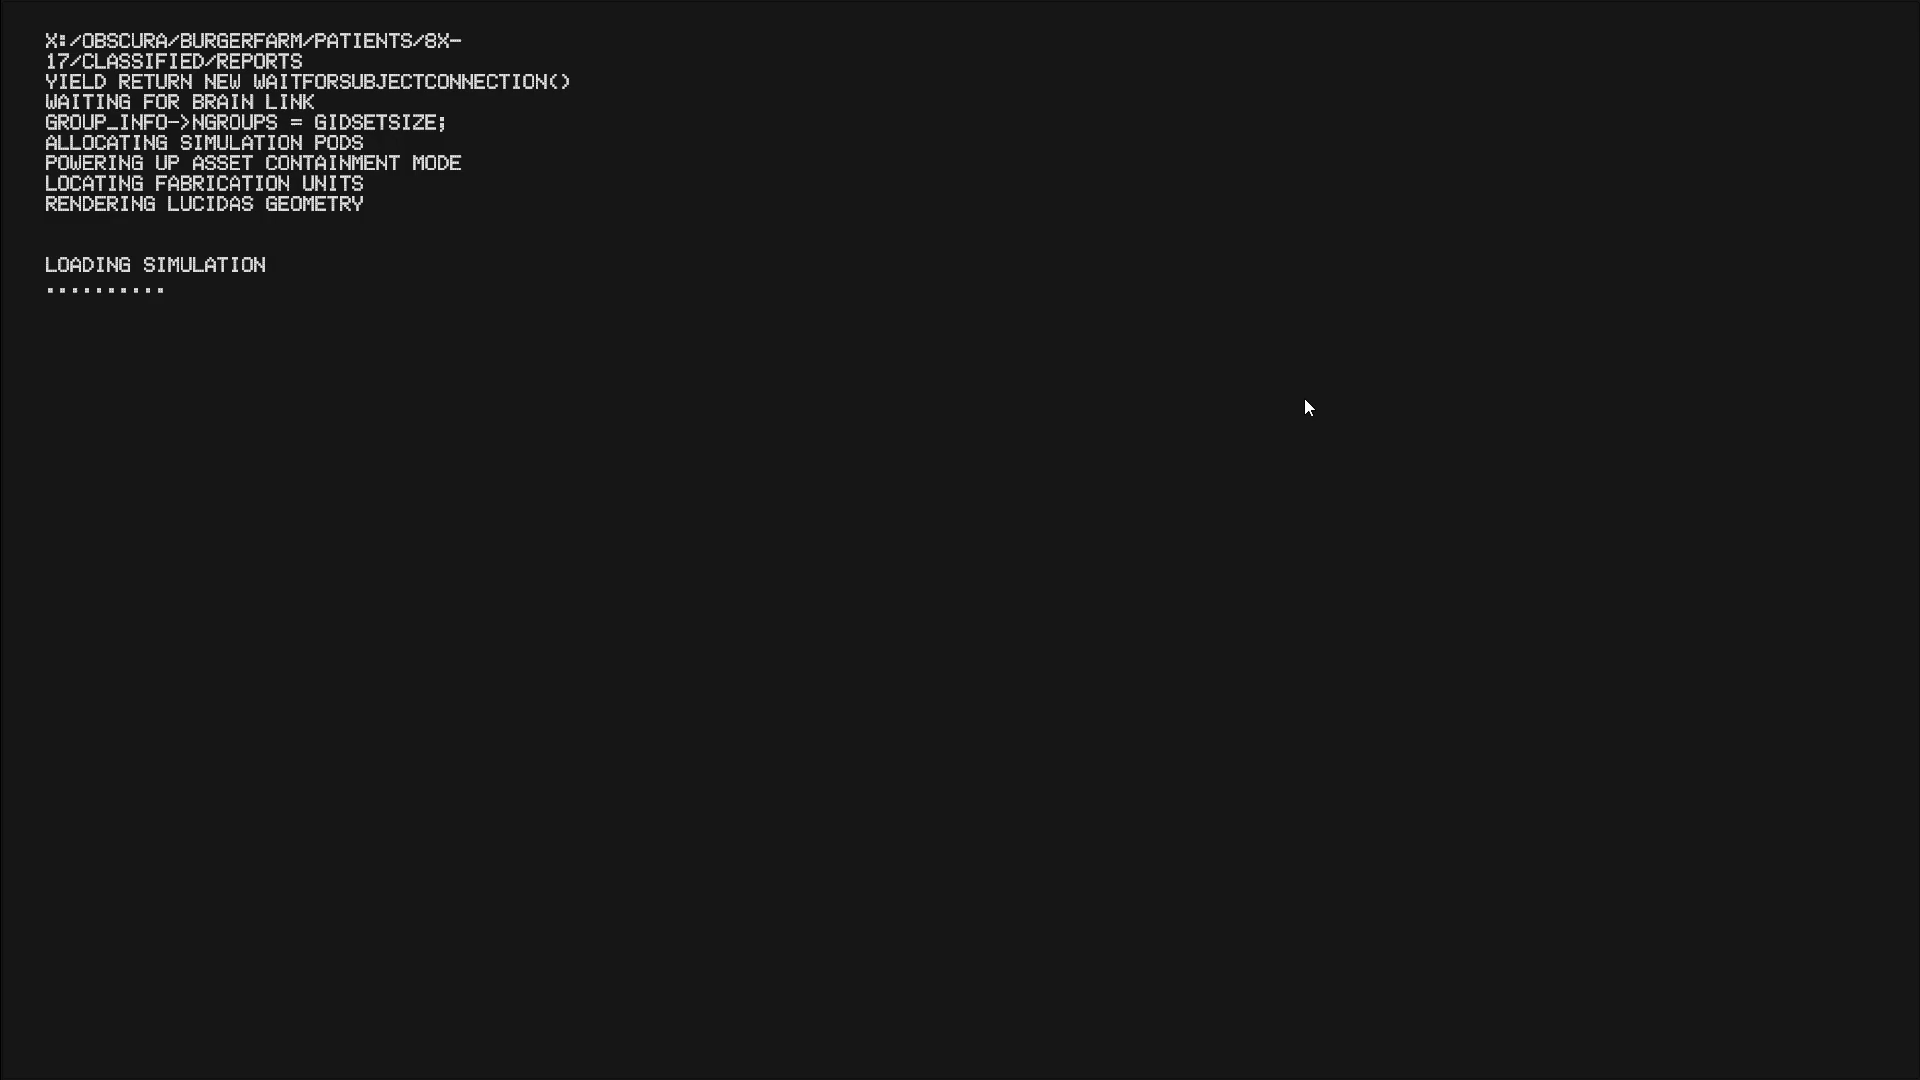 X:/OBSCURA/BURGERFARM/PATIENTS/8X-
17/CLASSIFIED/REPORTS
YIELD RETURN NEW WAITFORSUBJECTCONNECTION()
WAITING FOR BRAIN LINK
GROUP_INFO->NGROUPS = GIDSETSIZE;
ALLOCATING SIMULATION PODS
POWERING UP ASSET CONTAINMENT MODE
LOCATING FABRICATION UNITS
RENDERING LUCIDAS GEOMETRY
LOADING SIMULATION
..........